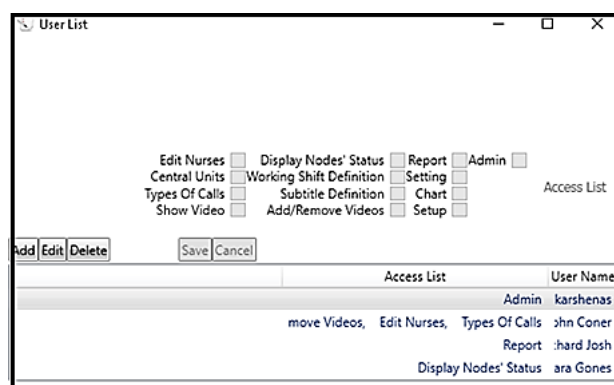 User List
Edit Nurses Display Nodes' Status Report Admin
Central Units Working Shift Definition Setting
Types Of Calls Subtitle Definition Chart
Access List
Show Video Add/Remove Videos Setup
Add Edit Delete Save Cancel
Access List User Name
Admin karshenas
move Videos, Edit Nurses, Types Of Calls ohn Coner
Report hard Josh
Display Nodes' Status ara Gones